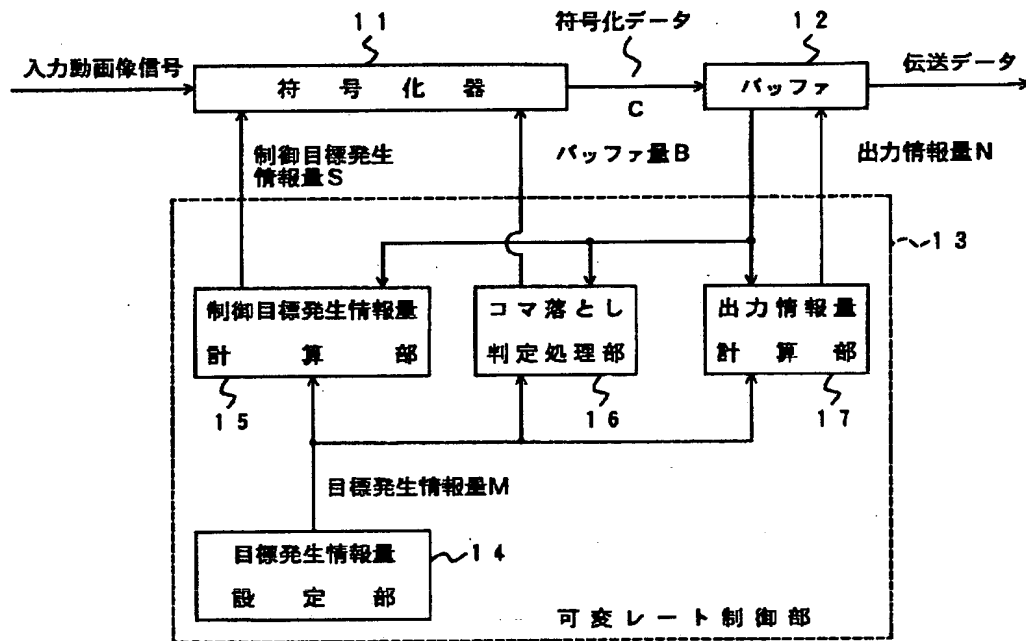 11
符号化データ
12
入力動画像信号
符号化器
C
バッファ
伝送データ
制御目標発生
情報量S
バッファ量B
出力情報量N
13
制御目標発生情報量
計算部
15
コマ落とし
判定処理部
16
出力情報量
計算部
17
目標発生情報量M
目標発生情報量
設定部
14
可変レート制御部